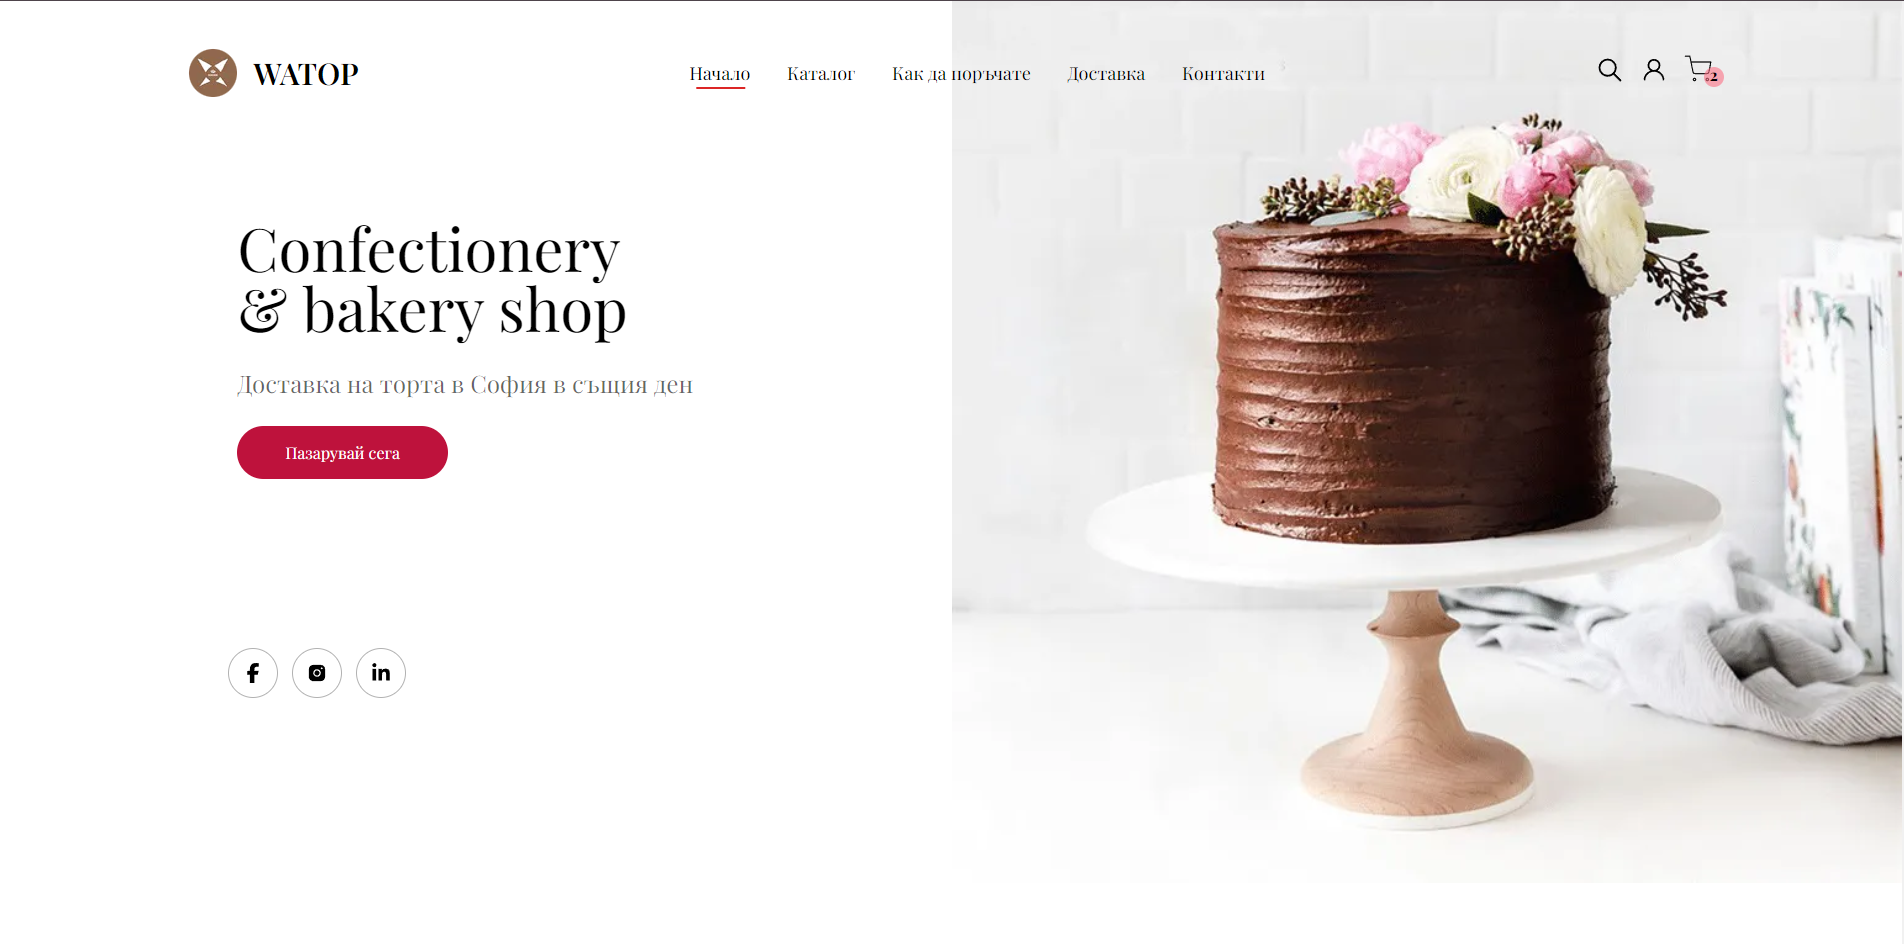 WATOP
Начало Каталог Как да поръчате Доставка Контакти
2
Confectionery
& bakery shop
Доставка на торта в София в същия ден
Пазарувай сега